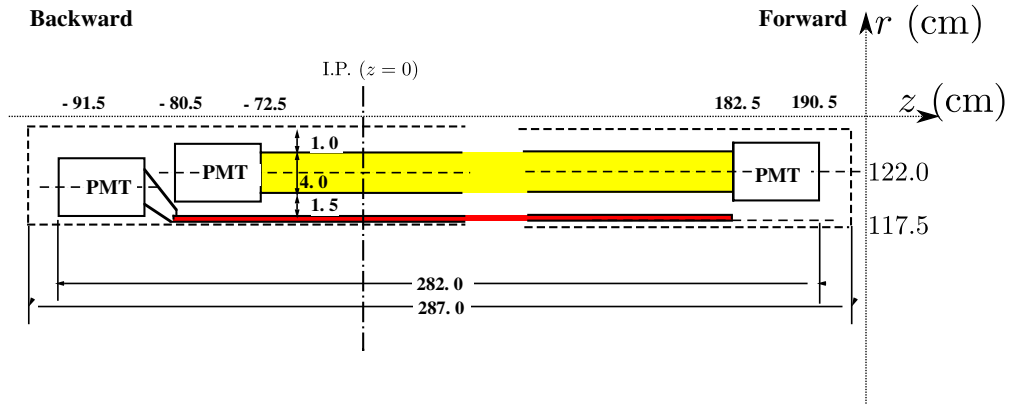 Backward
Forward
r (cm)
I.P. (z = 0)
- 91.5
- 80.5
- 72.5
182. 5
190. 5
z (cm)
1. 0
PMT
PMT
4. 0
PMT
122.0
1. 5
117.5
282. 0
287. 0